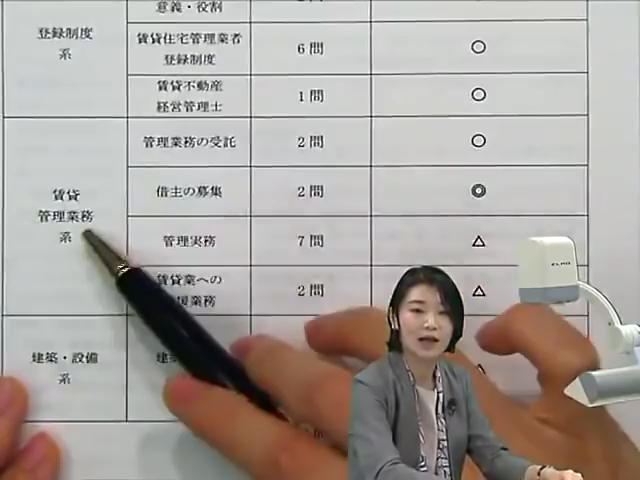 意義・役割
登録制度
系
賃貸住宅管理業者
登録制度
6問
○
賃貸不動産
経営管理士
1問
○
賃貸
管理業務
系
管理業務の受託
2問
○
借主の募集
2問
◎
管理実務
7問
△
賃貸業への
援業務
2問
△
建築・設備
系
ELMO